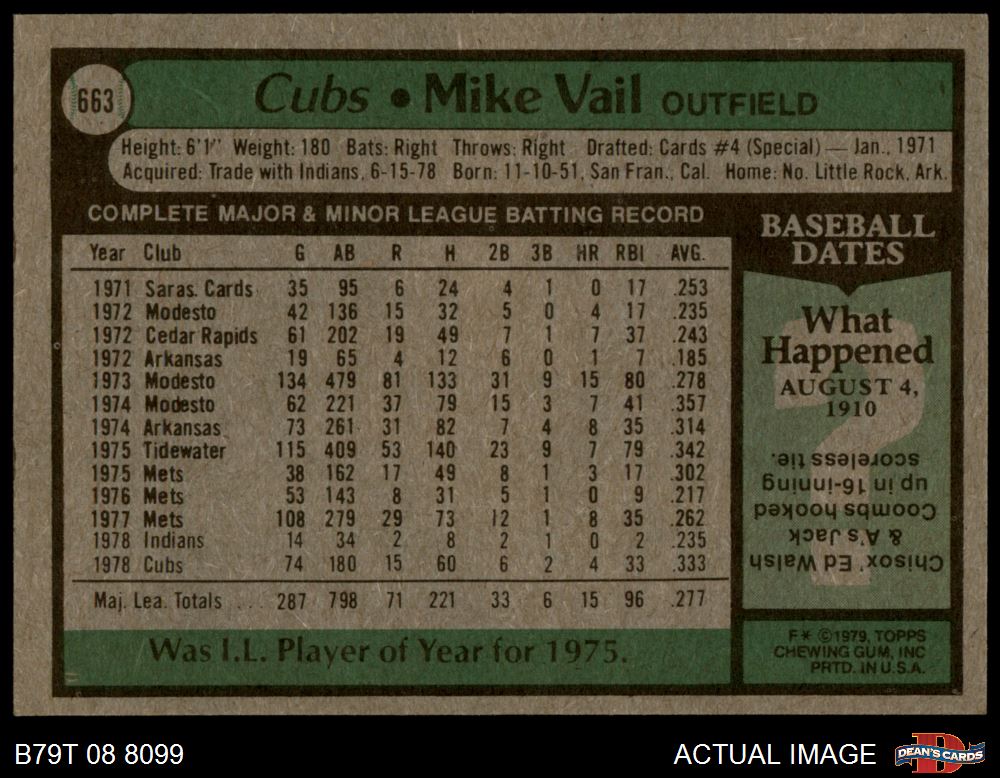 663
Cubs • Mike Vail OUTFIELD
Height: 6'1" Weight: 180 Bats: Right Throws: Right Drafted: Cards #4 (Special) — Jan., 1971
Acquired: Trade with Indians, 6-15-78 Born: 11-10-51, San Fran., Cal. Home: No. Little Rock, Ark.
COMPLETE MAJOR & MINOR LEAGUE BATTING RECORD
Year Club G AB R H 2B 3B HR RBI AVG.
1971 Saras. Cards 35 95 6 24 4 1 0 17 .253
1972 Modesto 42 136 15 32 5 0 4 17 .235
1972 Cedar Rapids 61 202 19 49 7 1 7 37 .243
1972 Arkansas 19 65 4 12 6 0 1 7 .185
1973 Modesto 134 479 81 133 31 9 15 80 .278
1974 Modesto 62 221 37 79 15 3 7 41 .357
1974 Arkansas 73 261 31 82 7 4 8 35 .314
1975 Tidewater 115 409 53 140 23 9 7 79 .342
1975 Mets 38 162 17 49 8 1 3 17 .302
1976 Mets 53 143 8 31 5 1 0 9 .217
1977 Mets 108 279 29 73 12 1 8 35 .262
1978 Indians 14 34 2 8 2 1 0 2 .235
1978 Cubs 74 180 15 60 6 2 4 33 .333
Maj. Lea. Totals ... 287 798 71 221 33 6 15 96 .277
Was I.L. Player of Year for 1975.
BASEBALL
DATES
What
Happened
AUGUST 4,
1910
?
Chisox' Ed Walsh
& A's Jack
Coombs hooked
up in 16-inning
scoreless tie.
F* ©1979, TOPPS
CHEWING GUM, INC
PRTD. IN U.S.A.
B79T 08 8099
ACTUAL IMAGE
DEAN'S CARDS